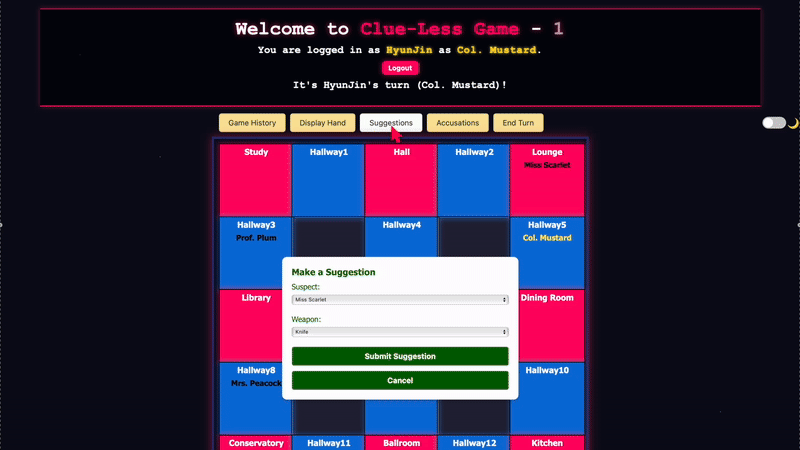 Welcome to Clue-Less Game - 1
You are logged in as HyunJin as Col. Mustard.
Logout
It's HyunJin's turn (Col. Mustard)!
Game History Display Hand Suggestions Accusations End Turn
Study Hallway1 Hall Hallway2 Lounge
Miss Scarlet
Hallway3 Hallway4 Hallway5
Prof. Plum Col. Mustard
Make a Suggestion
Suspect:
Library Dining Room
Miss Scarlet
Weapon:
Knife
Submit Suggestion
Hallway8 Hallway10
Cancel
Mrs. Peacock
Conservatory Hallway11 Ballroom Hallway12 Kitchen